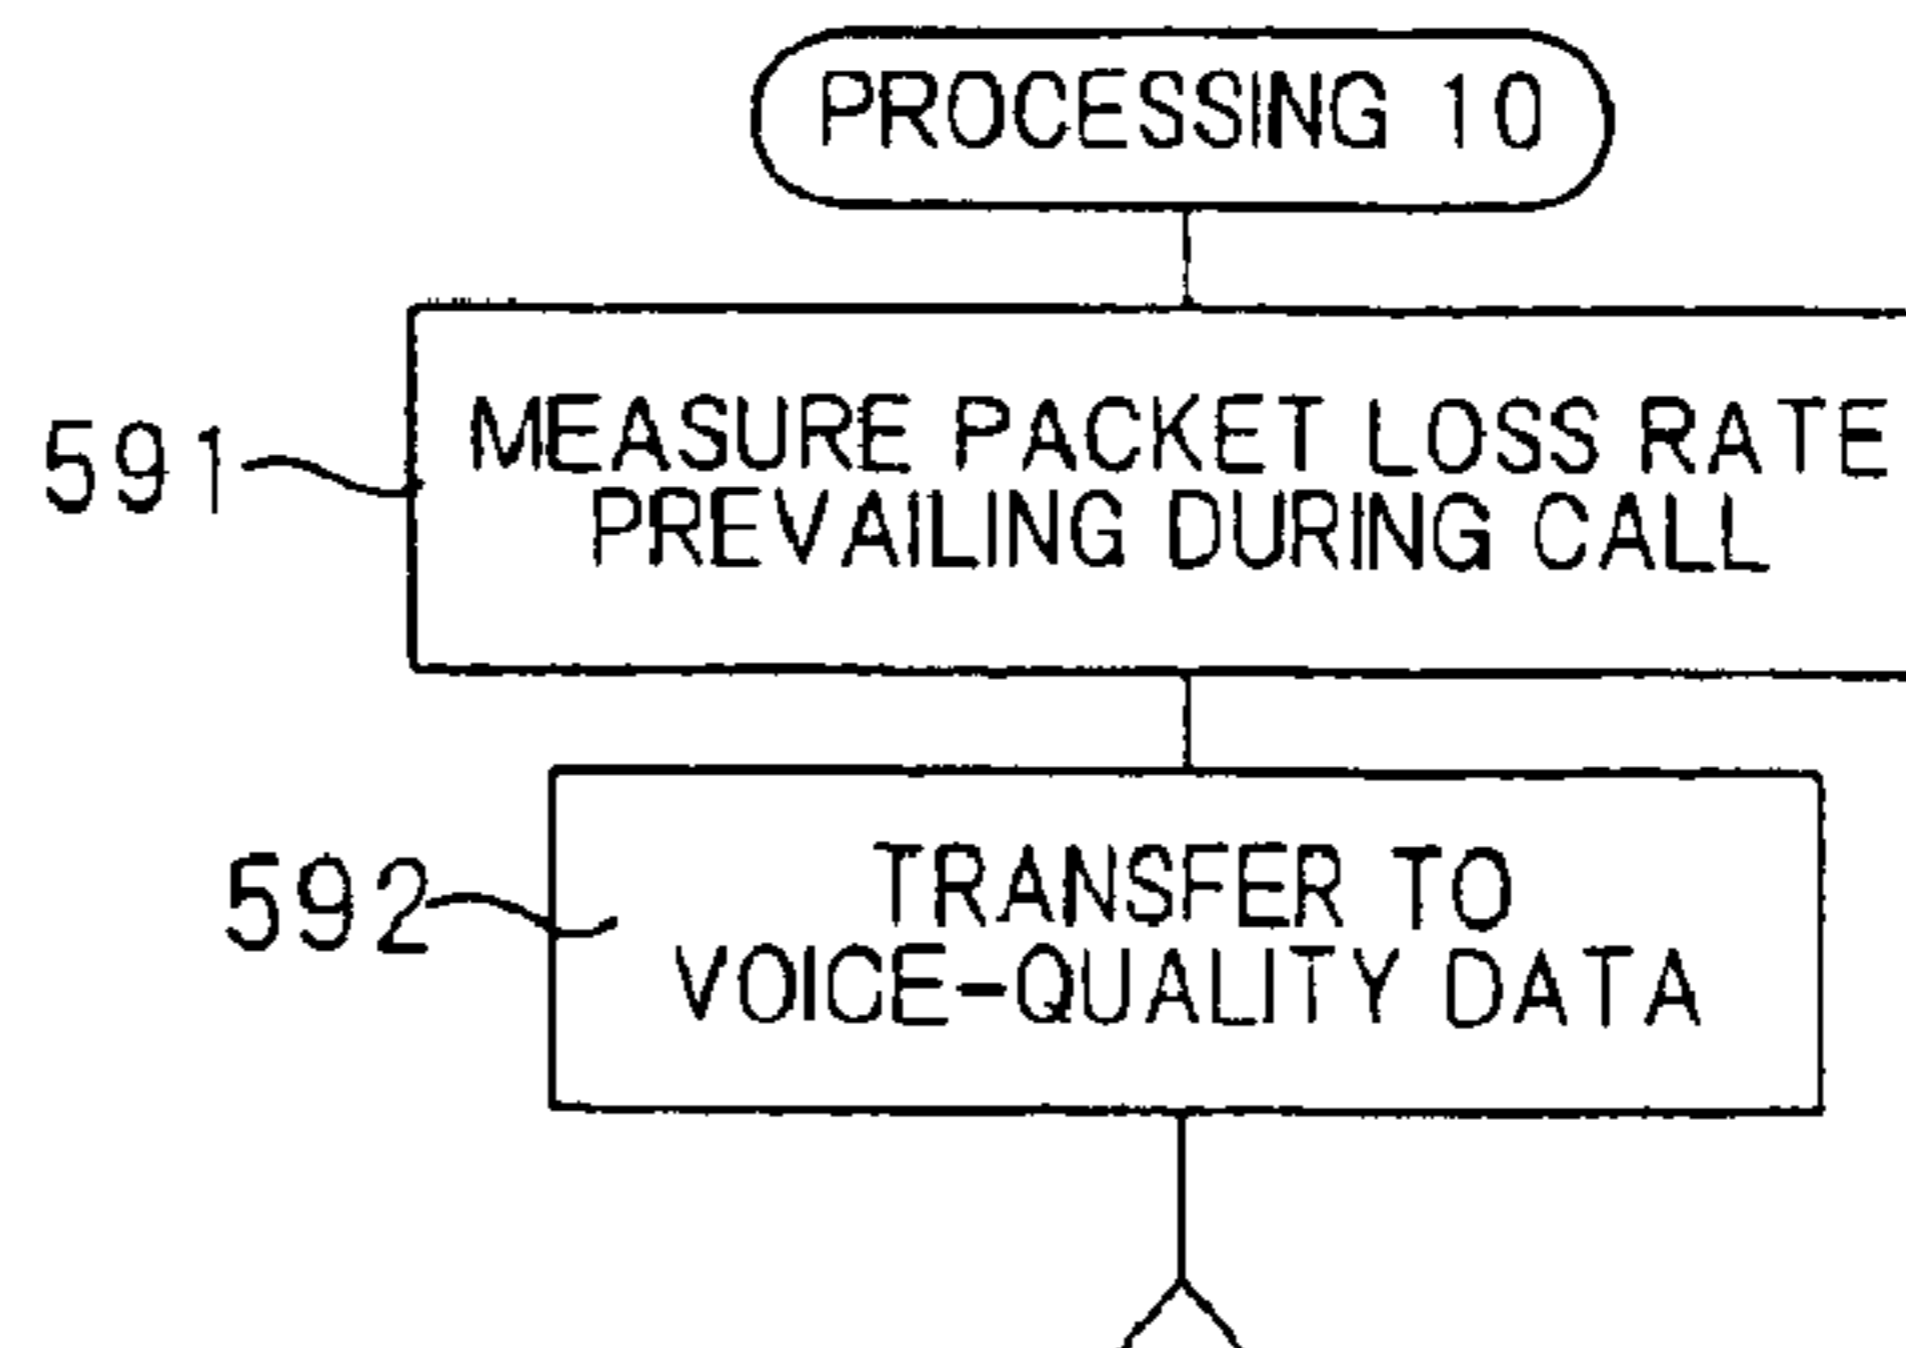 PROCESSING 10
591
MEASURE PACKET LOSS RATE
PREVAILING DURING CALL
592
TRANSFER TO
VOICE-QUALITY DATA